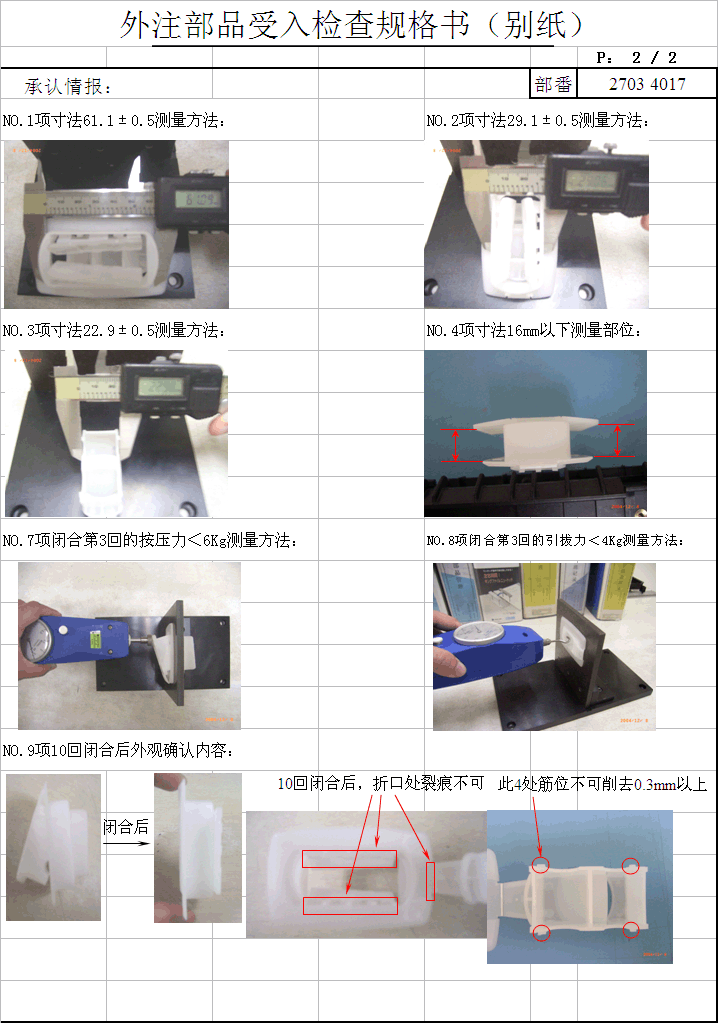 外注部品受入检查规格书（别纸）
P： 2 / 2
承认情报：
部番
2703 4017
NO.1项寸法61.1±0.5测量方法：
NO.2项寸法29.1±0.5测量方法：
NO.3项寸法22.9±0.5测量方法：
NO.4项寸法16mm以下测量部位：
NO.7项闭合第3回的按压力＜6Kg测量方法：
NO.8项闭合第3回的引拨力＜4Kg测量方法：
NO.9项10回闭合后外观确认内容：
10回闭合后，折口处裂痕不可
此4处筋位不可削去0.3mm以上
闭合后